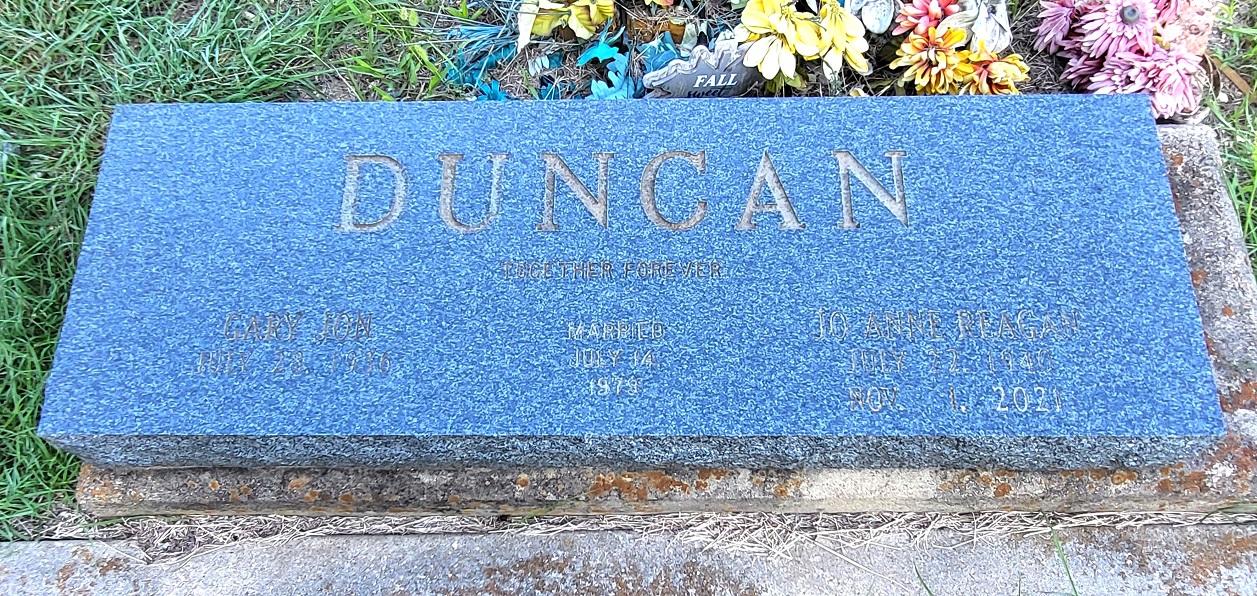 FALL
Sweet
DUNCAN
TOGETHER FOREVER
GARY JON
JULY 28, 1936
MARRIED
JULY 14,
1979
JO ANNE REAGAN
JULY 22, 1940
NOV. 1, 2021